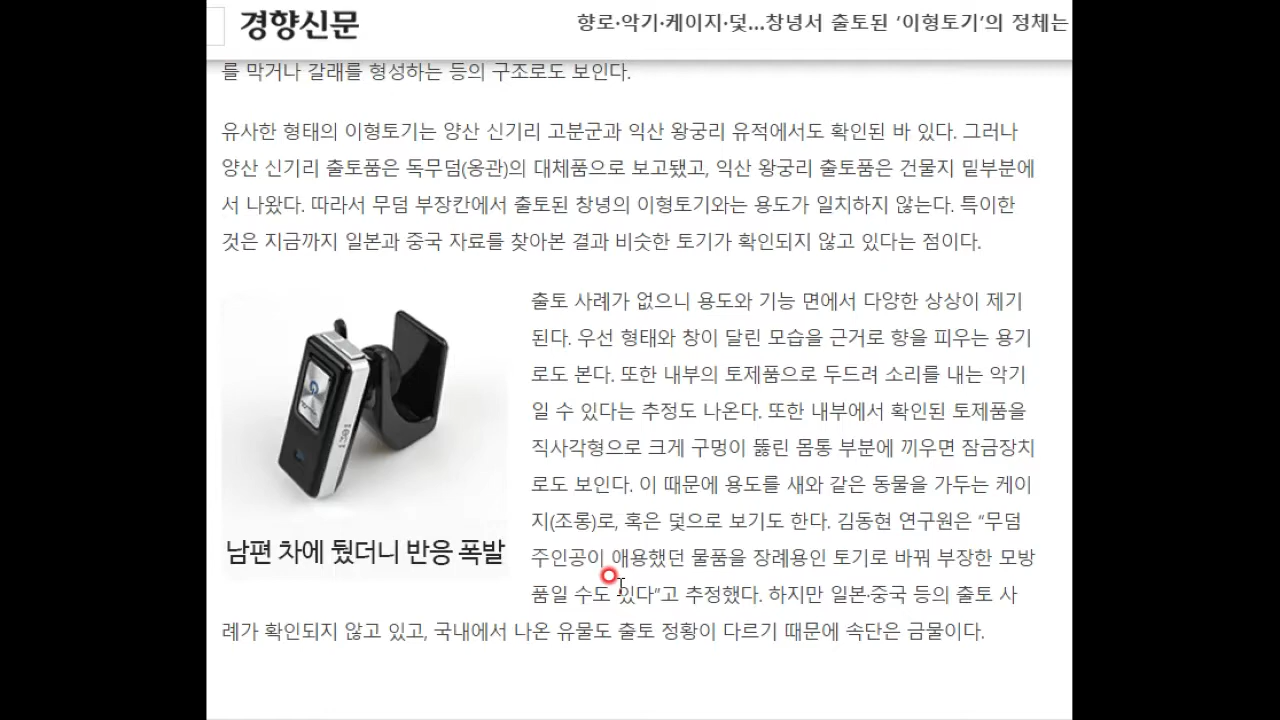 경향신문
향로·악기·케이지·덫...창녕서 출토된 ‘이형토기’의 정체는
를 막거나 갈래를 형성하는 등의 구조로도 보인다.
유사한 형태의 이형토기는 양산 신기리 고분군과 익산 왕궁리 유적에서도 확인된 바 있다. 그러나
양산 신기리 출토품은 독무덤(옹관)의 대체품으로 보고됐고, 익산 왕궁리 출토품은 건물지 밑부분에
서 나왔다. 따라서 무덤 부장칸에서 출토된 창녕의 이형토기와는 용도가 일치하지 않는다. 특이한
것은 지금까지 일본과 중국 자료를 찾아본 결과 비슷한 토기가 확인되지 않고 있다는 점이다.
출토 사례가 없으니 용도와 기능 면에서 다양한 상상이 제기
된다. 우선 형태와 창이 달린 모습을 근거로 향을 피우는 용기
로도 본다. 또한 내부의 토제품으로 두드려 소리를 내는 악기
일 수 있다는 추정도 나온다. 또한 내부에서 확인된 토제품을
직사각형으로 크게 구멍이 뚫린 몸통 부분에 끼우면 잠금장치
로도 보인다. 이 때문에 용도를 새와 같은 동물을 가두는 케이
지(조롱)로, 혹은 덫으로 보기도 한다. 김동현 연구원은 “무덤
주인공이 애용했던 물품을 장례용인 토기로 바꿔 부장한 모방
품일 수도 있다”고 추정했다. 하지만 일본·중국 등의 출토 사
례가 확인되지 않고 있고, 국내에서 나온 유물도 출토 정황이 다르기 때문에 속단은 금물이다.
1301
남편 차에 뒀더니 반응 폭발